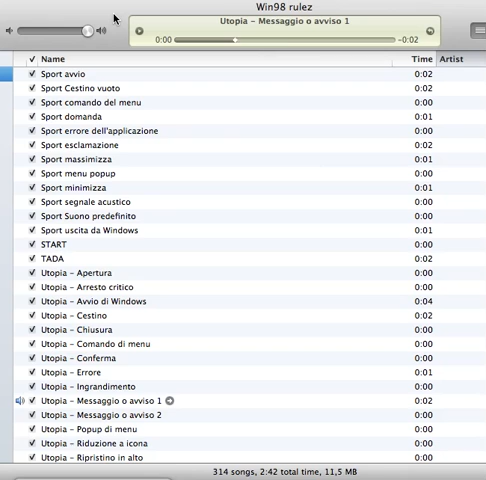 Win98 rulez
Utopia - Messaggio o avviso 1
0:00 -0:02
Name Time Artist
Sport avvio 0:02
Sport Cestino vuoto 0:02
Sport comando del menu 0:00
Sport domanda 0:01
Sport errore dell'applicazione 0:00
Sport esclamazione 0:02
Sport massimizza 0:01
Sport menu popup 0:00
Sport minimizza 0:01
Sport segnale acustico 0:00
Sport Suono predefinito 0:00
Sport uscita da Windows 0:01
START 0:00
TADA 0:02
Utopia - Apertura 0:00
Utopia - Arresto critico 0:00
Utopia - Avvio di Windows 0:04
Utopia - Cestino 0:02
Utopia - Chiusura 0:00
Utopia - Comando di menu 0:00
Utopia - Conferma 0:00
Utopia - Errore 0:01
Utopia - Ingrandimento 0:00
Utopia - Messaggio o avviso 1 0:02
Utopia - Messaggio o avviso 2 0:00
Utopia - Popup di menu 0:00
Utopia - Riduzione a icona 0:00
Utopia - Ripristino in alto 0:00
314 songs, 2:42 total time, 11,5 MB